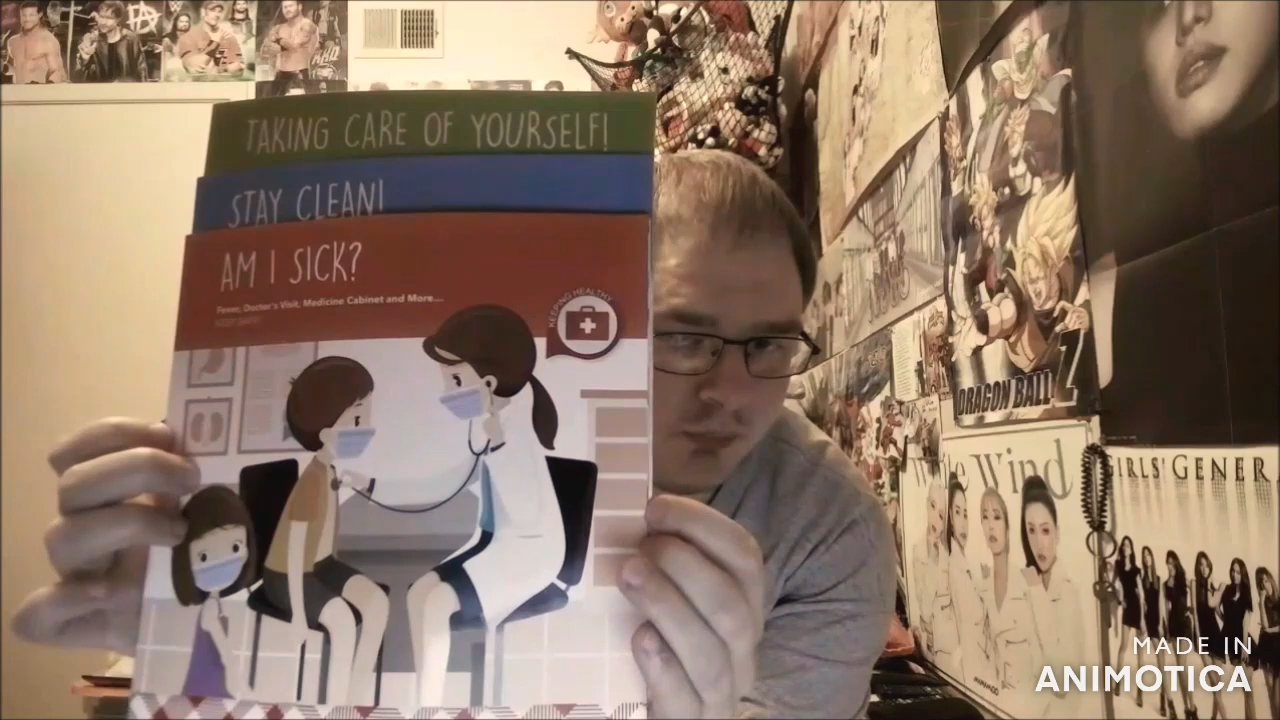 TAKING CARE OF YOURSELF!
STAY CLEAN!
AM I SICK?
Fever, Doctor's Visit, Medicine Cabinet and More...
KEEPING HEALTHY
DRAGON BALL Z
Wind
GIRLS' GENER
MAMAMOO
MADE IN
ANIMOTICA